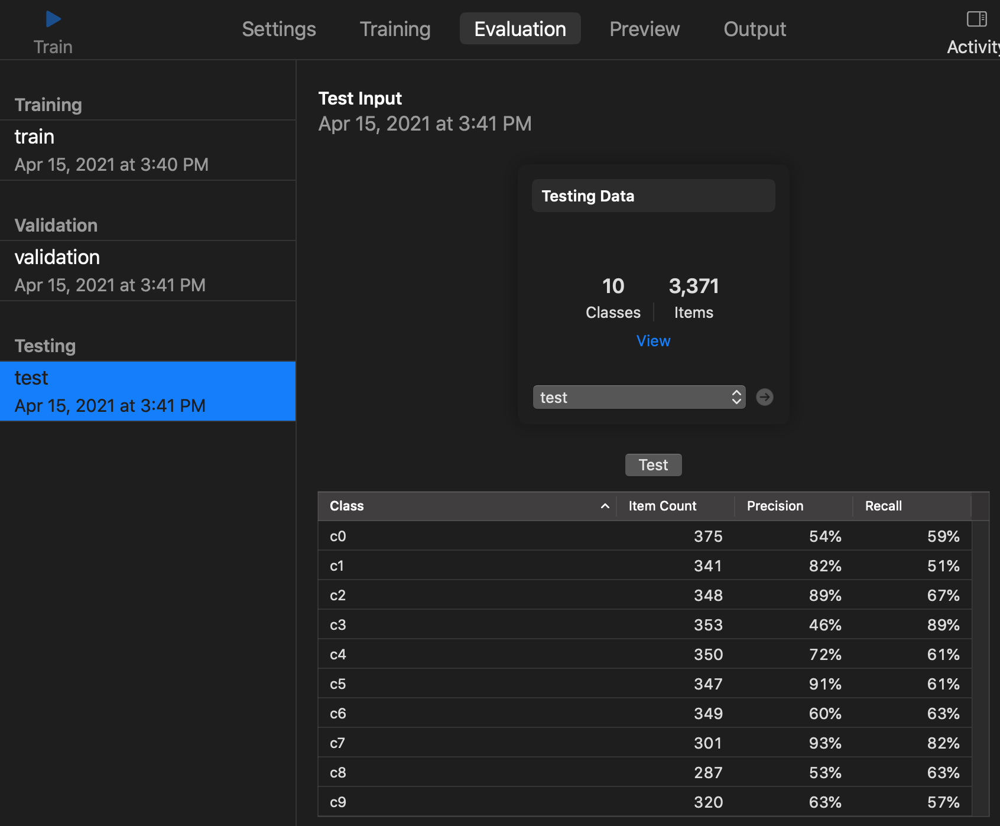 Train
Settings Training Evaluation Preview Output
Activity
Training
train
Apr 15, 2021 at 3:40 PM
Validation
validation
Apr 15, 2021 at 3:41 PM
Testing
test
Apr 15, 2021 at 3:41 PM
Test Input
Apr 15, 2021 at 3:41 PM
Testing Data
10 3,371
Classes Items
View
test
Test
Class Item Count Precision Recall
c0 375 54% 59%
c1 341 82% 51%
c2 348 89% 67%
c3 353 46% 89%
c4 350 72% 61%
c5 347 91% 61%
c6 349 60% 63%
c7 301 93% 82%
c8 287 53% 63%
c9 320 63% 57%